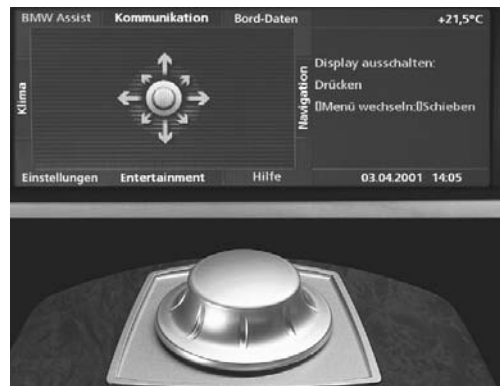 BMW Assist Kommunikation Bord-Daten +21,5°C
Klima
Navigation
Display ausschalten:
Drücken
▯Menü wechseln:▯Schieben
Einstellungen Entertainment Hilfe 03.04.2001 14:05